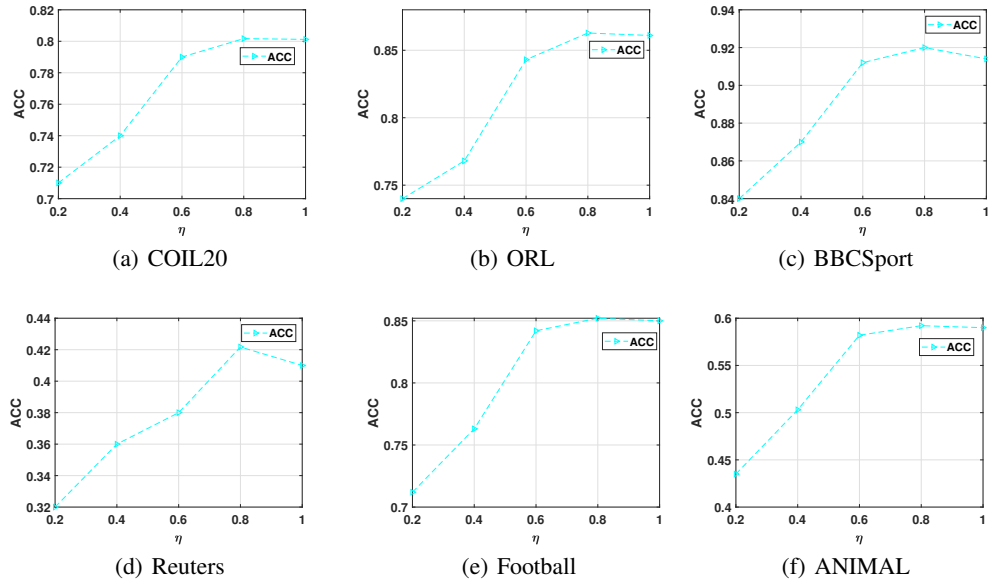 0.82
0.8
0.78
0.76
0.74
0.72
0.7
ACC
ACC
0.2 0.4 0.6 0.8 1
η
(a) COIL20
0.85
0.8
0.75
ACC
ACC
0.2 0.4 0.6 0.8 1
η
(b) ORL
0.94
0.92
0.9
0.88
0.86
0.84
ACC
ACC
0.2 0.4 0.6 0.8 1
η
(c) BBCSport
0.44
0.42
0.4
0.38
0.36
0.34
0.32
ACC
ACC
0.2 0.4 0.6 0.8 1
η
(d) Reuters
0.85
0.8
0.75
0.7
ACC
ACC
0.2 0.4 0.6 0.8 1
η
(e) Football
0.6
0.55
0.5
0.45
0.4
ACC
ACC
0.2 0.4 0.6 0.8 1
η
(f) ANIMAL